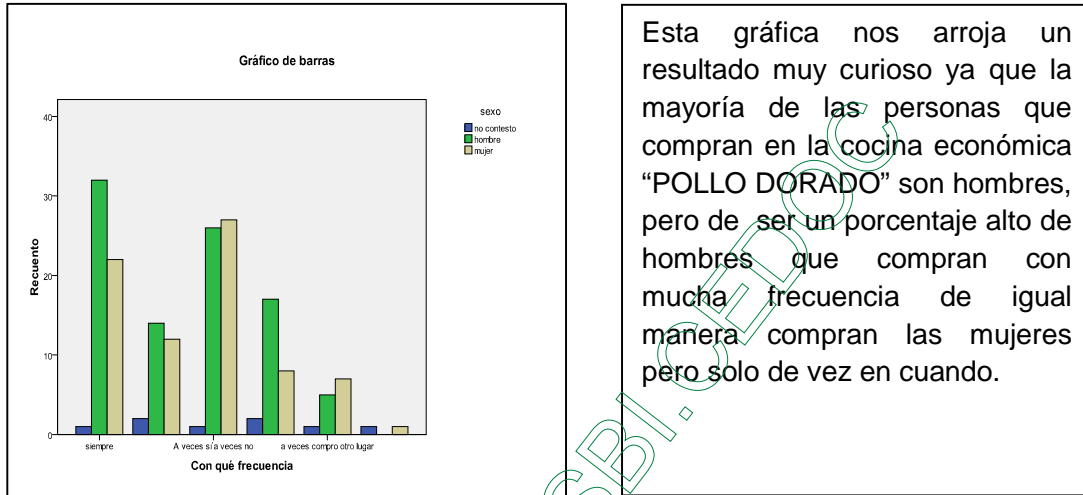 Gráfico de barras
sexo
no contesto
hombre
mujer
40
30
20
10
0
Recuento
siempre
A veces sí a veces no
a veces compro otro lugar
Con qué frecuencia
Esta gráfica nos arroja un
resultado muy curioso ya que la
mayoría de las personas que
compran en la cocina económica
“POLLO DORADO” son hombres,
pero de ser un porcentaje alto de
hombres que compran con
mucha frecuencia de igual
manera compran las mujeres
pero solo de vez en cuando.
SBI.CEDOC